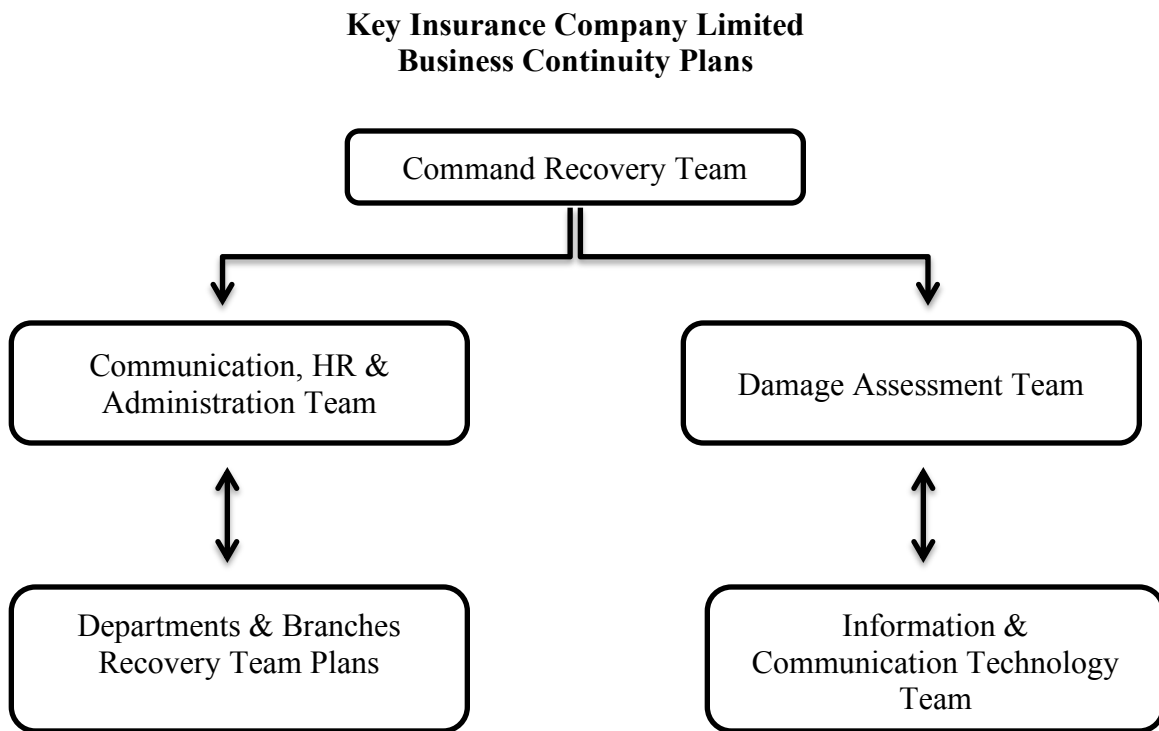 Key Insurance Company Limited
Business Continuity Plans
Command Recovery Team
Communication, HR &
Administration Team
Damage Assessment Team
Departments & Branches
Recovery Team Plans
Information &
Communication Technology
Team